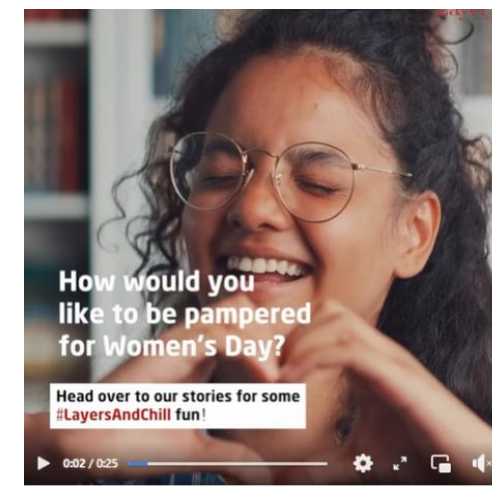 How would you
like to be pampered
for Women's Day?
Head over to our stories for some
#LayersAndChill fun!
0:02 / 0:25